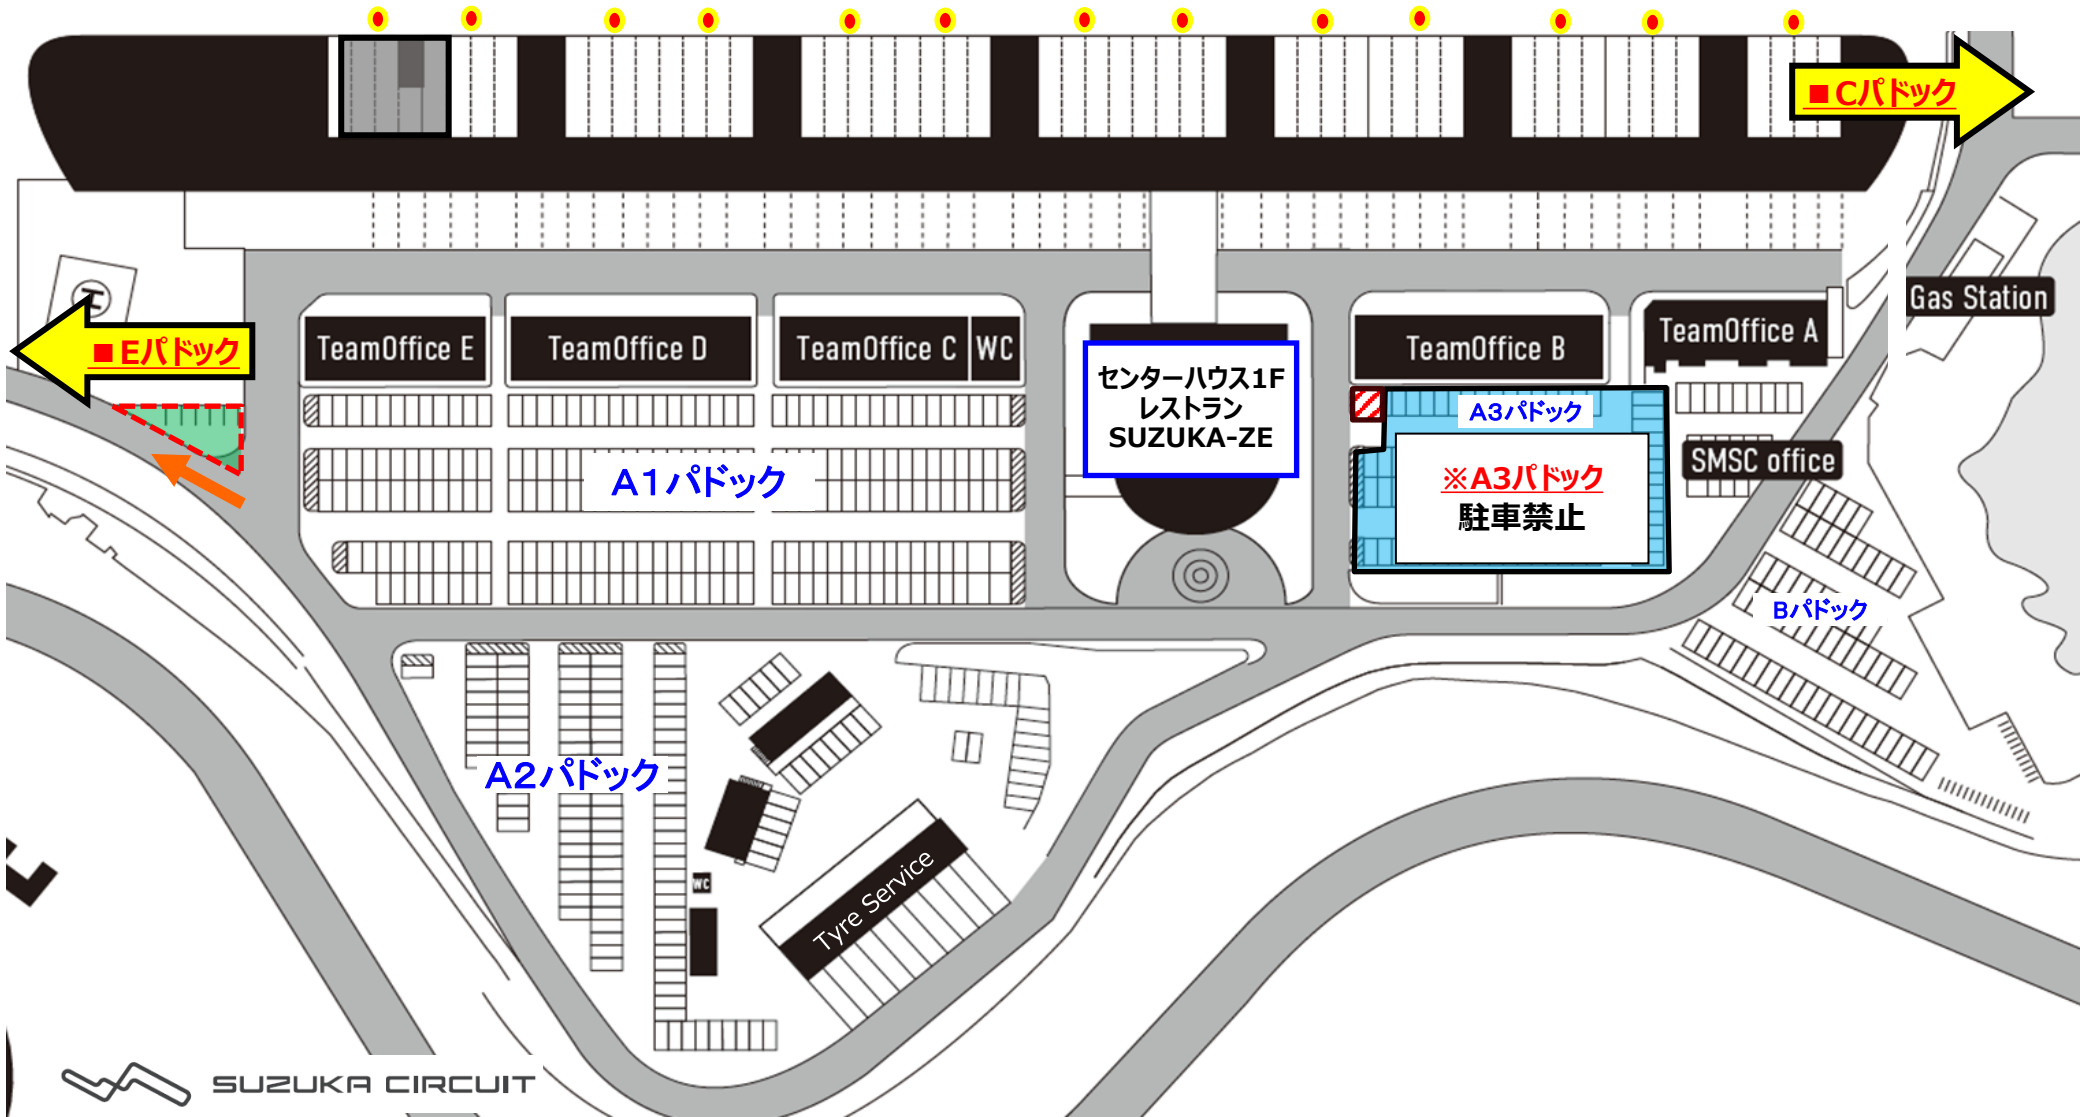 ■Cパドック
Gas Station
■Eパドック
TeamOffice E
TeamOffice D
TeamOffice C
WC
センターハウス1F
レストラン
SUZUKA-ZE
TeamOffice B
TeamOffice A
A3パドック
※A3パドック
駐車禁止
SMSC office
A1パドック
Bパドック
A2パドック
WC
Tyre Service
SUZUKA CIRCUIT
H